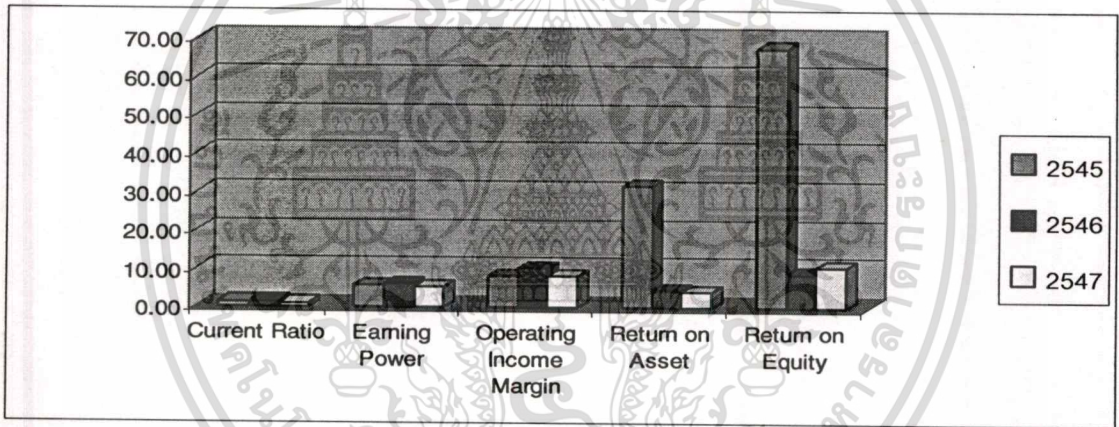 70.00
60.00
50.00
40.00
30.00
20.00
10.00
0.00
Current Ratio
Earning
Power
Operating
Income
Margin
Return on
Asset
Return on
Equity
2545
2546
2547